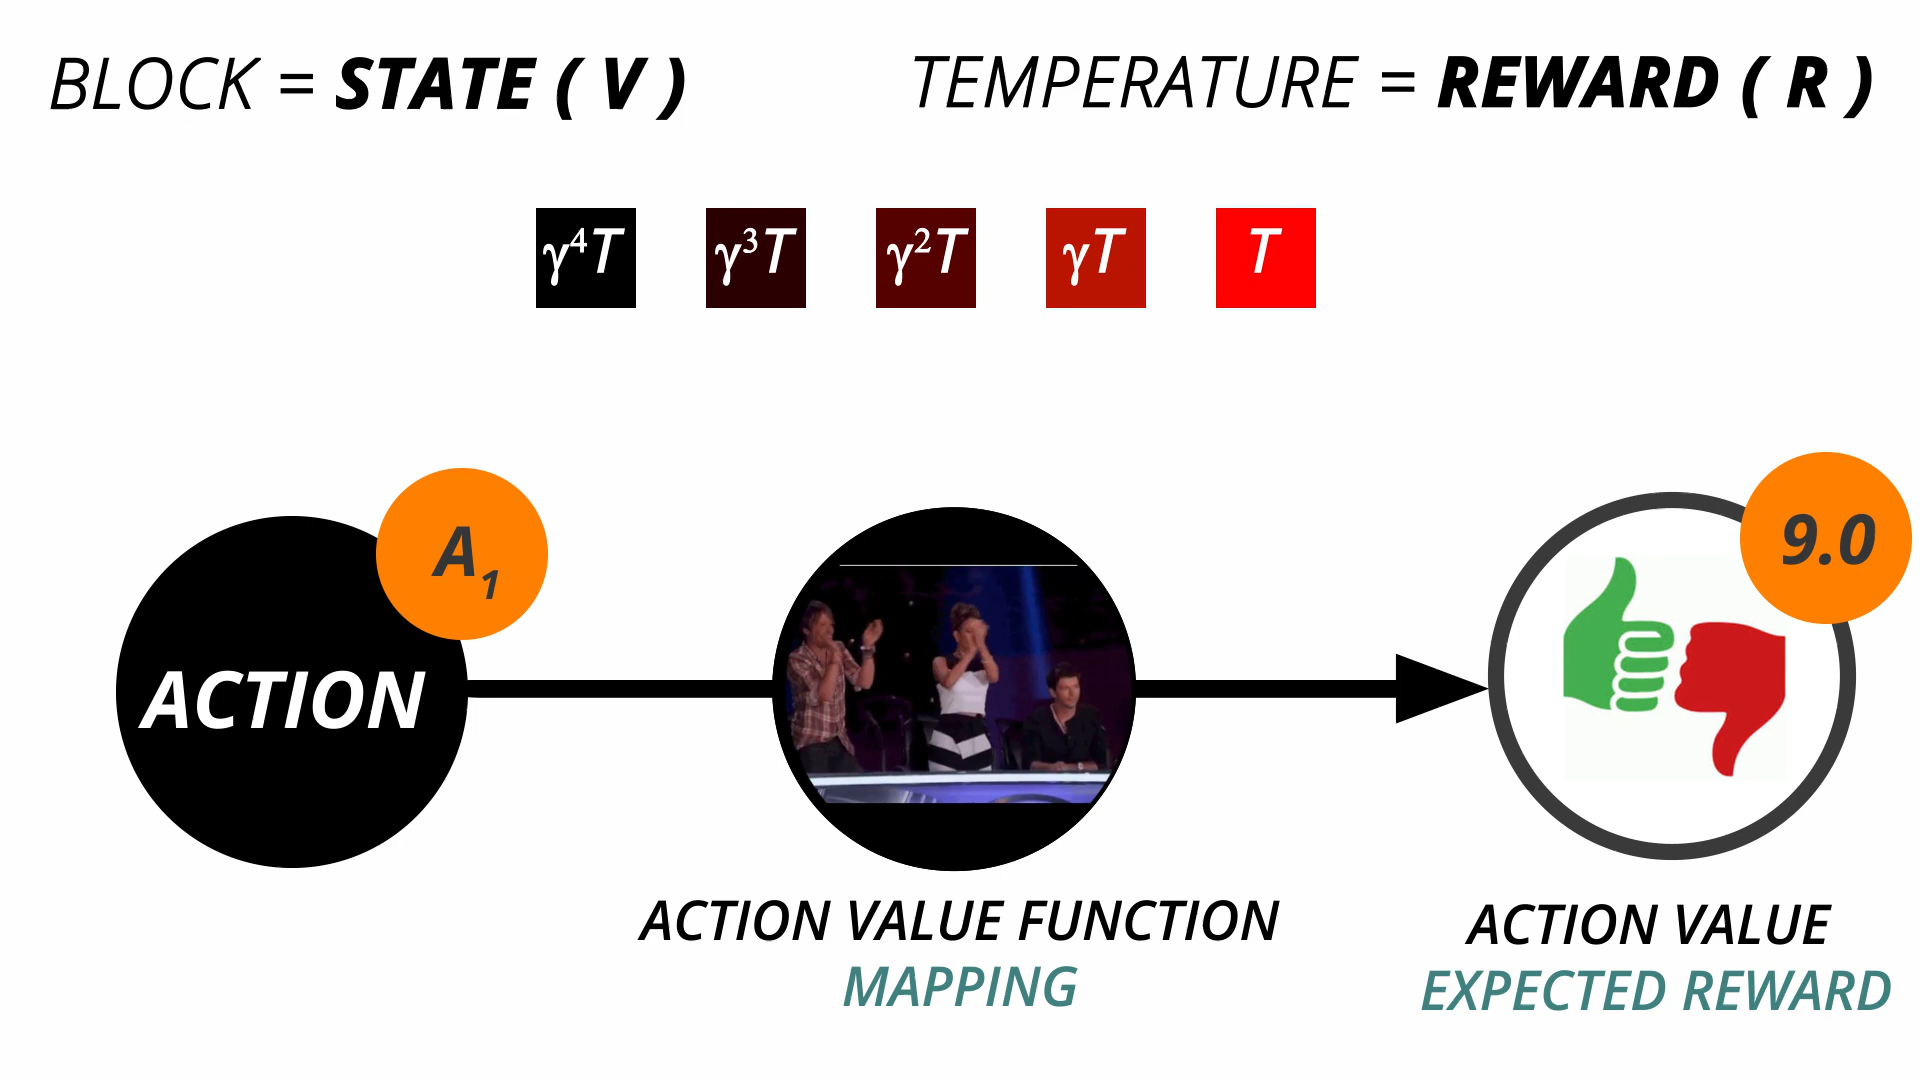 BLOCK = STATE ( V )
TEMPERATURE = REWARD ( R )
γ⁴T γ³T γ²T γT T
A₁
9.0
ACTION
ACTION VALUE FUNCTION
MAPPING
ACTION VALUE
EXPECTED REWARD